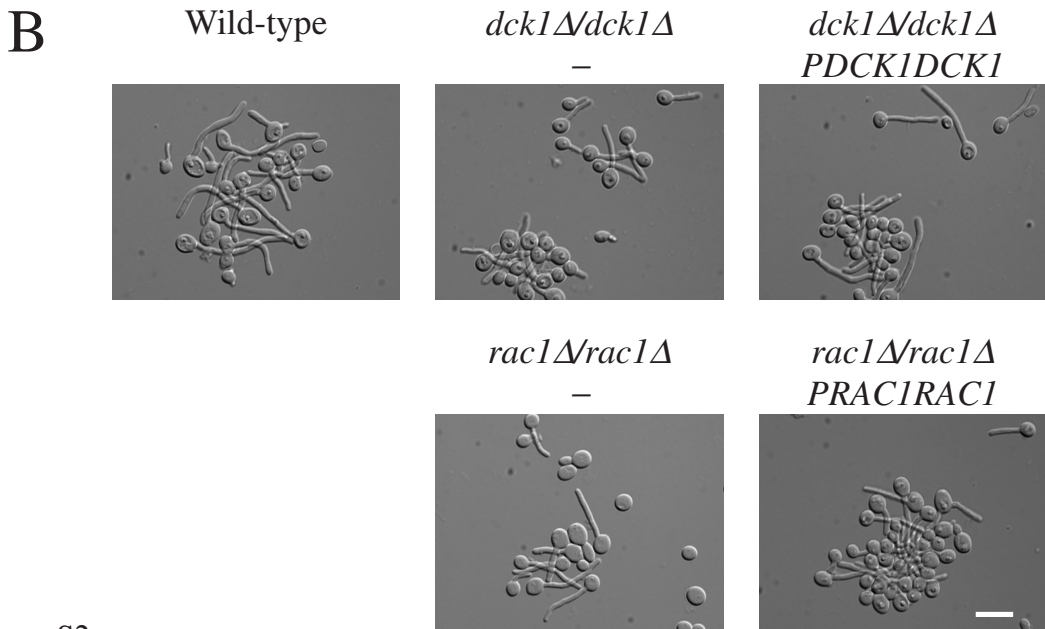 B
Wild-type
dck1Δ/dck1Δ
–
dck1Δ/dck1Δ
PDCK1DCK1
rac1Δ/rac1Δ
–
rac1Δ/rac1Δ
PRAC1RAC1